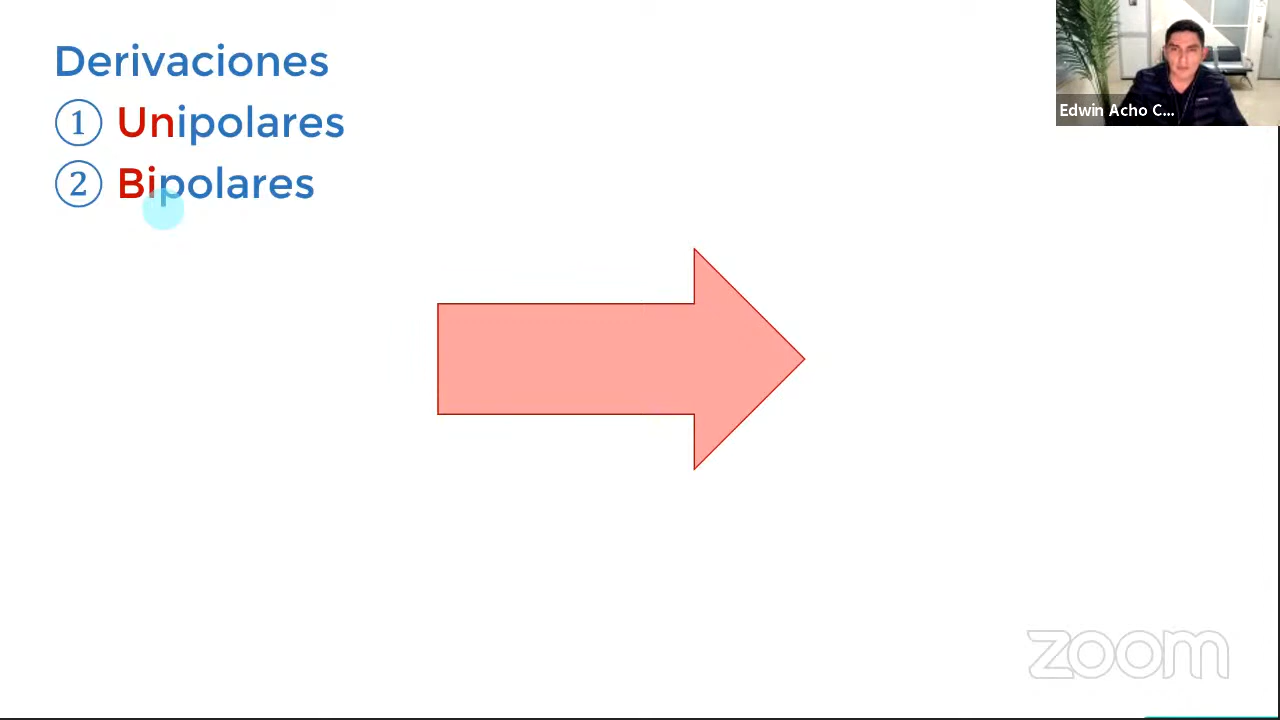 Derivaciones
① Unipolares
② Bipolares
Edwin Acho C...
zoom